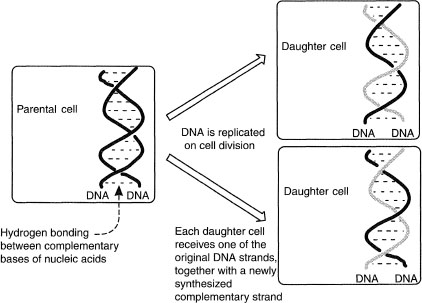 Parental cell
DNA DNA
Hydrogen bonding
between complementary
bases of nucleic acids
DNA is replicated
on cell division
Each daughter cell
receives one of the
original DNA strands,
together with a newly
synthesized
complementary strand
Daughter cell
DNA DNA
Daughter cell
DNA DNA